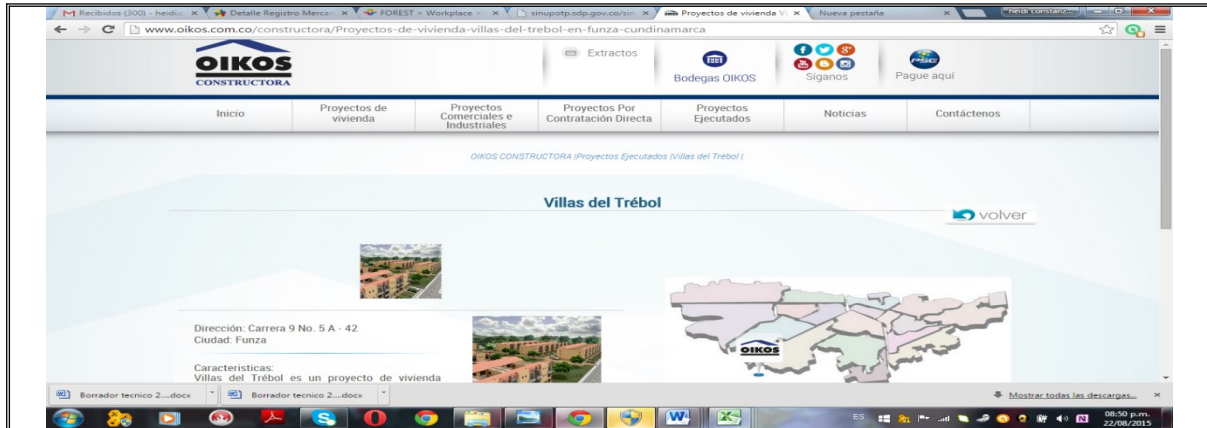 Recibidos (300) - heidi.c
Detalle Registro Mercan
FOREST » Workplace >
sinupotp.sdp.gov.co/sin
Proyectos de vivienda Vi
Nueva pestaña
www.oikos.com.co/constructora/Proyectos-de-vivienda-villas-del-trebol-en-funza-cundinamarca
OIKOS
CONSTRUCTORA
Extractos
Bodegas OIKOS
Síganos
PSE
Pague aquí
Inicio
Proyectos de
vivienda
Proyectos
Comerciales e
Industriales
Proyectos Por
Contratación Directa
Proyectos
Ejecutados
Noticias
Contáctenos
OIKOS CONSTRUCTORA |Proyectos Ejecutados |Villas del Trébol |
Villas del Trébol
volver
Dirección: Carrera 9 No. 5 A - 42
Ciudad: Funza
OIKOS
Características:
Villas del Trébol es un proyecto de vivienda
Borrador tecnico 2....docx
Borrador tecnico 2....docx
Mostrar todas las descargas...
ES
08:50 p.m.
22/08/2015